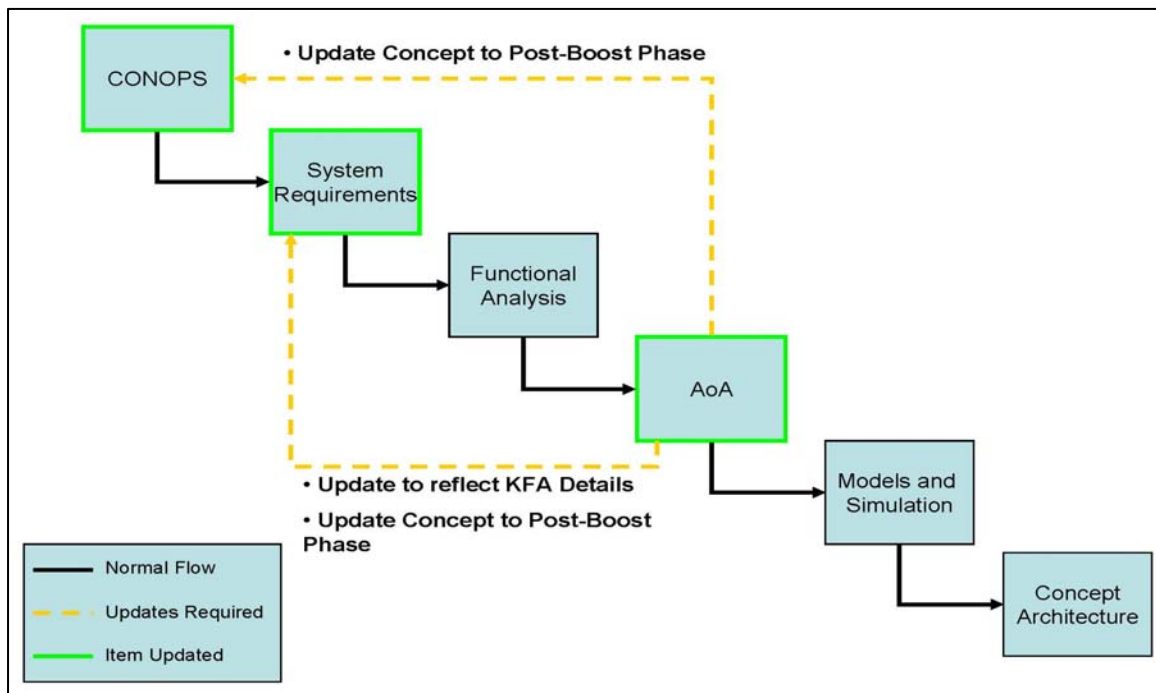 • Update Concept to Post-Boost Phase
CONOPS
System
Requirements
Functional
Analysis
AoA
• Update to reflect KFA Details
• Update Concept to Post-Boost
Phase
Models and
Simulation
Concept
Architecture
Normal Flow
Updates Required
Item Updated